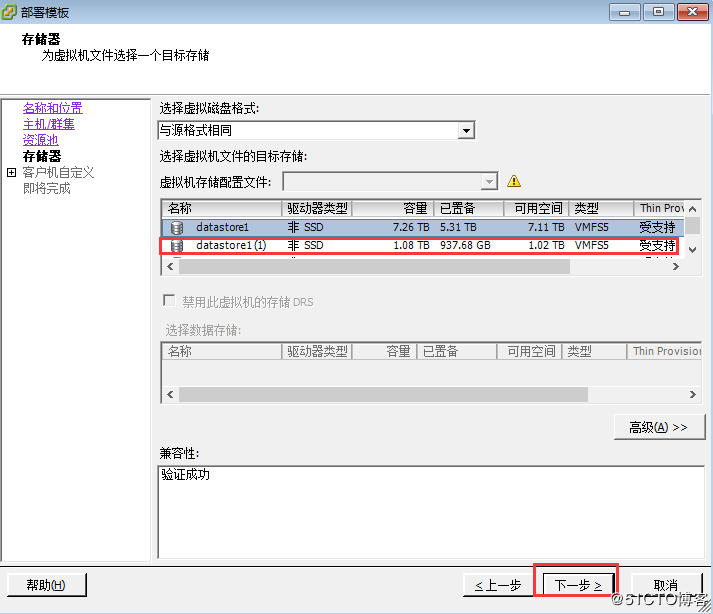 部署模板
存储器
为虚拟机文件选择一个目标存储
名称和位置
主机/群集
资源池
存储器
客户机自定义
即将完成
选择虚拟磁盘格式:
与源格式相同
选择虚拟机文件的目标存储:
虚拟机存储配置文件:
名称 驱动器类型 容量 已置备 可用空间 类型 Thin Prov
datastore1 非 SSD 7.26 TB 5.31 TB 7.11 TB VMFS5 受支持
datastore1 (1) 非 SSD 1.08 TB 937.68 GB 1.02 TB VMFS5 受支持
禁用此虚拟机的存储 DRS
选择数据存储:
名称 驱动器类型 容量 已置备 可用空间 类型 Thin Provision
高级(A) >>
兼容性:
验证成功
帮助(H) < 上一步 下一步 > 取消
@51CTO博客